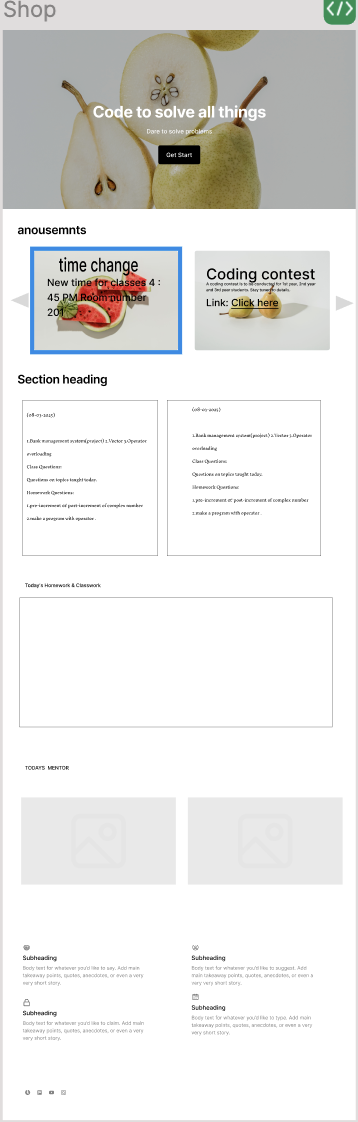 Shop
</>
Code to solve all things
Dare to solve problems
Get Start
anousemnts
time change
New time for classes 4 :
45 PM Room number
201
Coding contest
A coding contest is to be conducted for 1st year, 2nd year
and 3rd year students. Stay tuned to details.
Link: Click here
Section heading
(08-03-2025)
1.Bank management system(project) 2.Vector 3.Operator
overloading
Class Questions:
Questions on topics taught today.
Homework Questions:
1.pre-increment & post-increment of complex number
2.make a program with operator .
(08-03-2025)
1.Bank management system(project) 2.Vector 3.Operator
overloading
Class Questions:
Questions on topics taught today.
Homework Questions:
1.pre-increment & post-increment of complex number
2.make a program with operator .
Today's Homework & Classwork
TODAYS MENTOR
Subheading
Body text for whatever you'd like to say. Add main
takeaway points, quotes, anecdotes, or even a very
very short story.
Subheading
Body text for whatever you'd like to suggest. Add
main takeaway points, quotes, anecdotes, or even a
very very short story.
Subheading
Body text for whatever you'd like to claim. Add main
takeaway points, quotes, anecdotes, or even a very
very short story.
Subheading
Body text for whatever you'd like to type. Add main
takeaway points, quotes, anecdotes, or even a very
very short story.